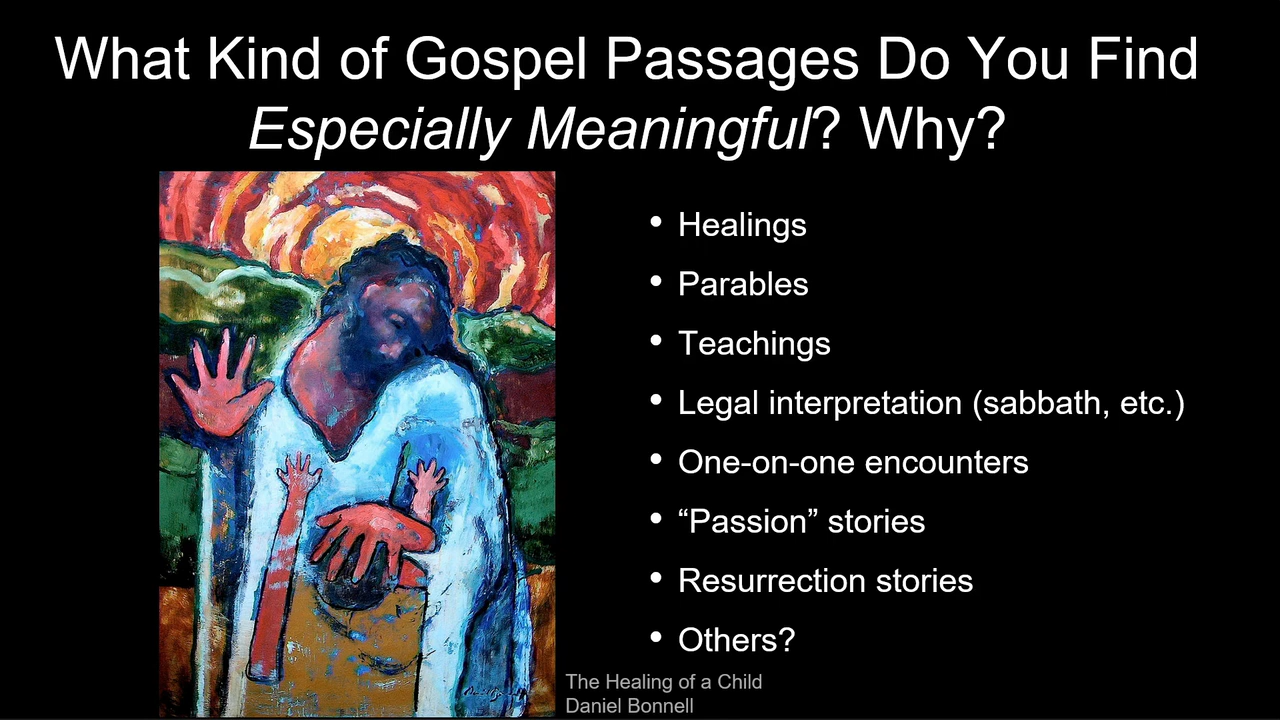 What Kind of Gospel Passages Do You Find
Especially Meaningful? Why?
• Healings
• Parables
• Teachings
• Legal interpretation (sabbath, etc.)
• One-on-one encounters
• “Passion” stories
• Resurrection stories
• Others?
The Healing of a Child
Daniel Bonnell